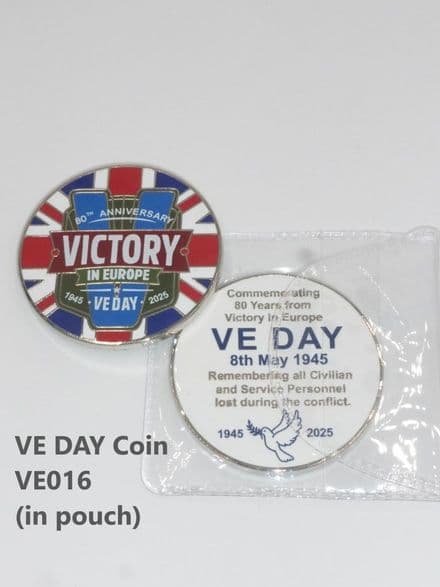 80TH ANNIVERSARY
VICTORY
IN EUROPE
1945 VE DAY 2025
Commemorating
80 Years from
Victory In Europe
VE DAY
8th May 1945
Remembering all Civilian
and Service Personnel
lost during the conflict.
1945 2025
VE DAY Coin
VE016
(in pouch)